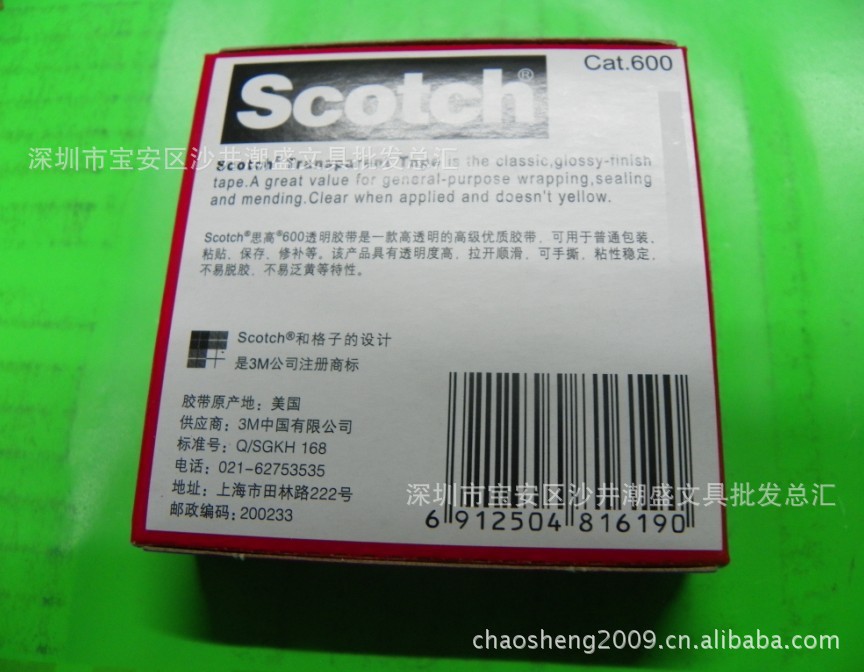 Cat.600
Scotch®
深圳市宝安区沙井潮盛文具批发总汇
Scotch® Transparent Tape is the classic,glossy-finish
tape.A great value for general-purpose wrapping,sealing
and mending.Clear when applied and doesn't yellow.
Scotch®思高®600透明胶带是一款高透明的高级优质胶带，可用于普通包装、
粘贴、保存、修补等。该产品具有透明度高，拉开顺滑，可手撕，粘性稳定，
不易脱胶，不易泛黄等特性。
Scotch®和格子的设计
是3M公司注册商标
胶带原产地：美国
供应商：3M中国有限公司
标准号：Q/SGKH 168
电话：021-62753535
地址：上海市田林路222号
邮政编码：200233
深圳市宝安区沙井潮盛文具批发总汇
6 912504 816190
chaosheng2009.cn.alibaba.com